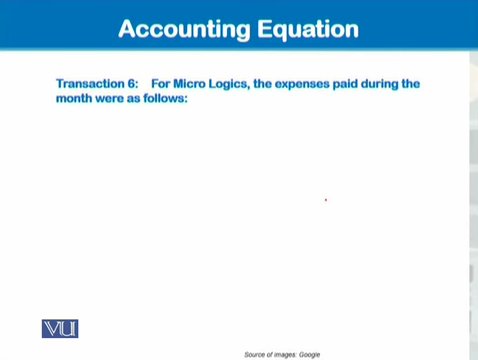 Accounting Equation
Transaction 6: For Micro Logics, the expenses paid during the
month were as follows:
VU
Source of images: Google